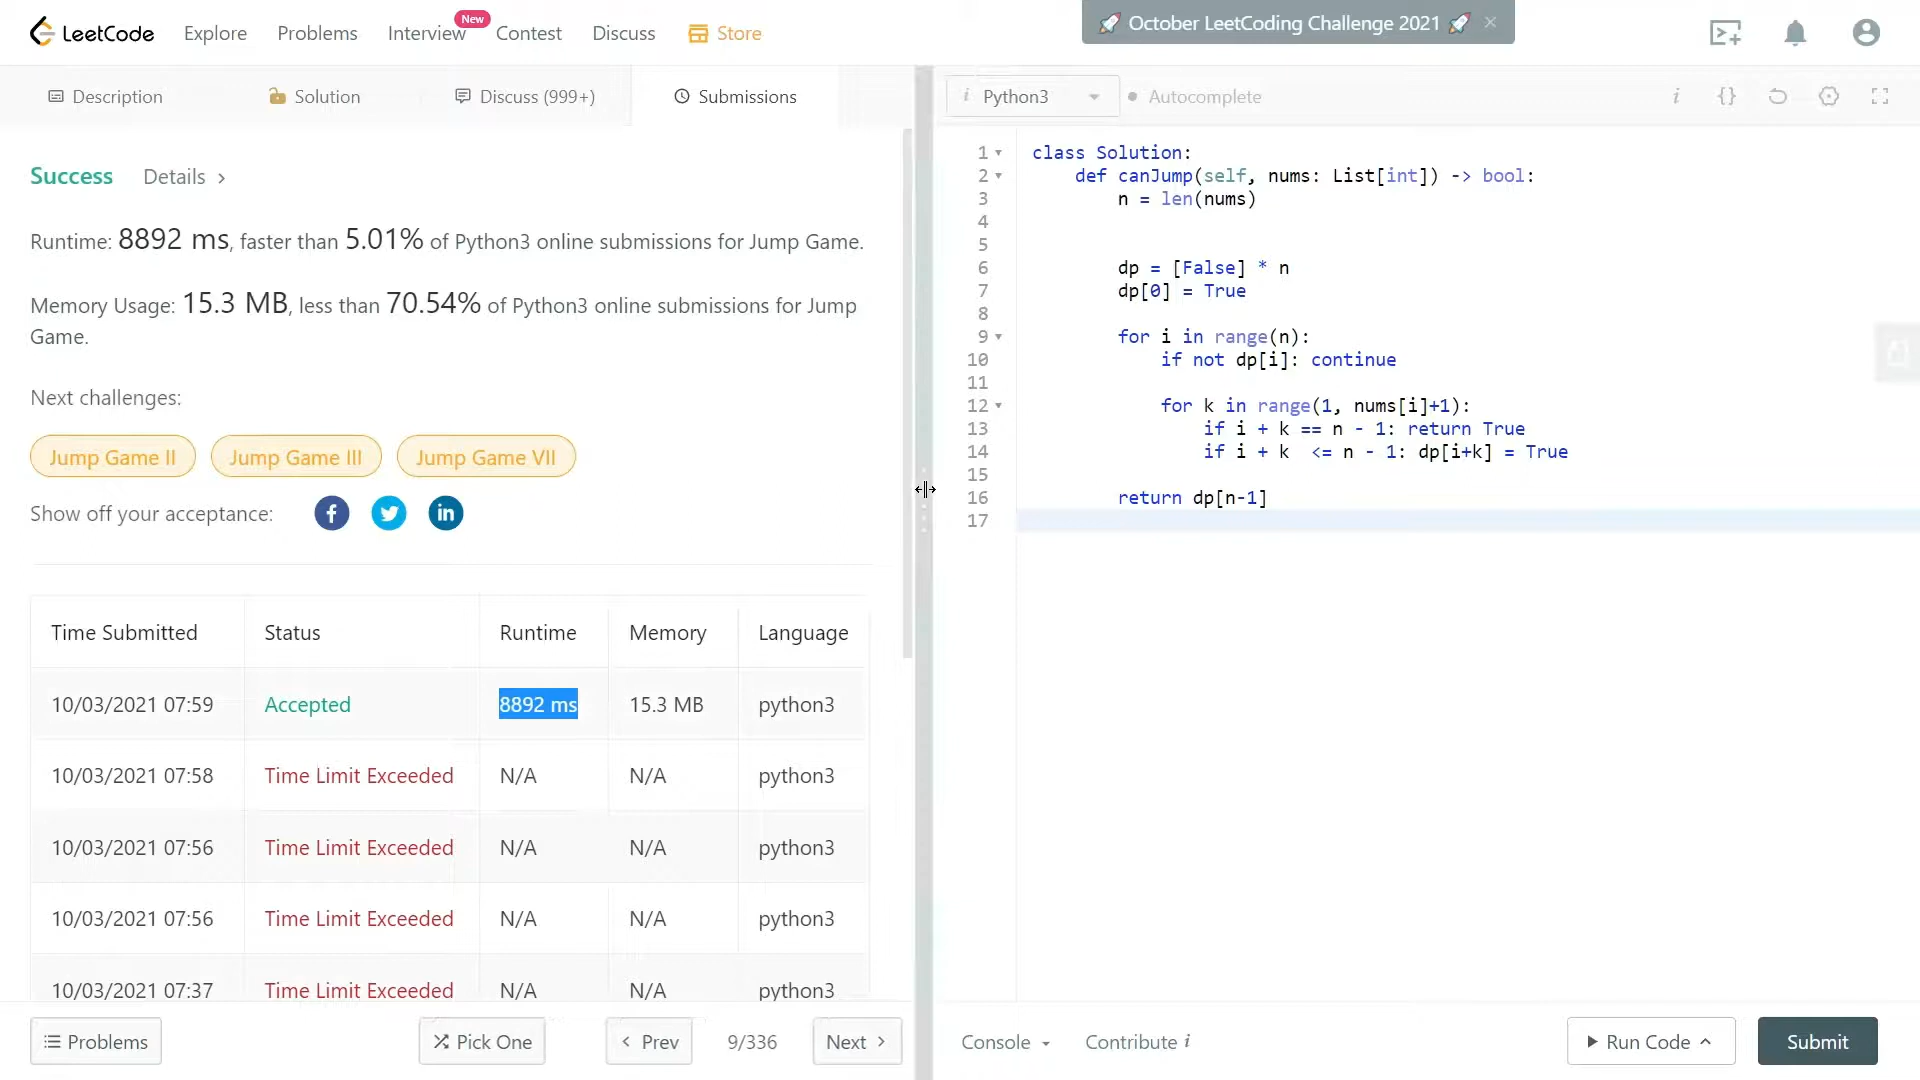 LeetCode Explore Problems Interview New Contest Discuss Store
🚀 October LeetCoding Challenge 2021 🚀 ×
Description Solution Discuss (999+) Submissions
Success Details >
Runtime: 8892 ms, faster than 5.01% of Python3 online submissions for Jump Game.
Memory Usage: 15.3 MB, less than 70.54% of Python3 online submissions for Jump
Game.
Next challenges:
Jump Game II Jump Game III Jump Game VII
Show off your acceptance:
Time Submitted Status Runtime Memory Language
10/03/2021 07:59 Accepted 8892 ms 15.3 MB python3
10/03/2021 07:58 Time Limit Exceeded N/A N/A python3
10/03/2021 07:56 Time Limit Exceeded N/A N/A python3
10/03/2021 07:56 Time Limit Exceeded N/A N/A python3
10/03/2021 07:37 Time Limit Exceeded N/A N/A python3
Problems Pick One < Prev 9/336 Next >
i Python3 Autocomplete i {}
1 class Solution:
2 def canJump(self, nums: List[int]) -> bool:
3 n = len(nums)
4
5
6 dp = [False] * n
7 dp[0] = True
8
9 for i in range(n):
10 if not dp[i]: continue
11
12 for k in range(1, nums[i]+1):
13 if i + k == n - 1: return True
14 if i + k  <= n - 1: dp[i+k] = True
15
16 return dp[n-1]
17
Console Contribute i Run Code Submit